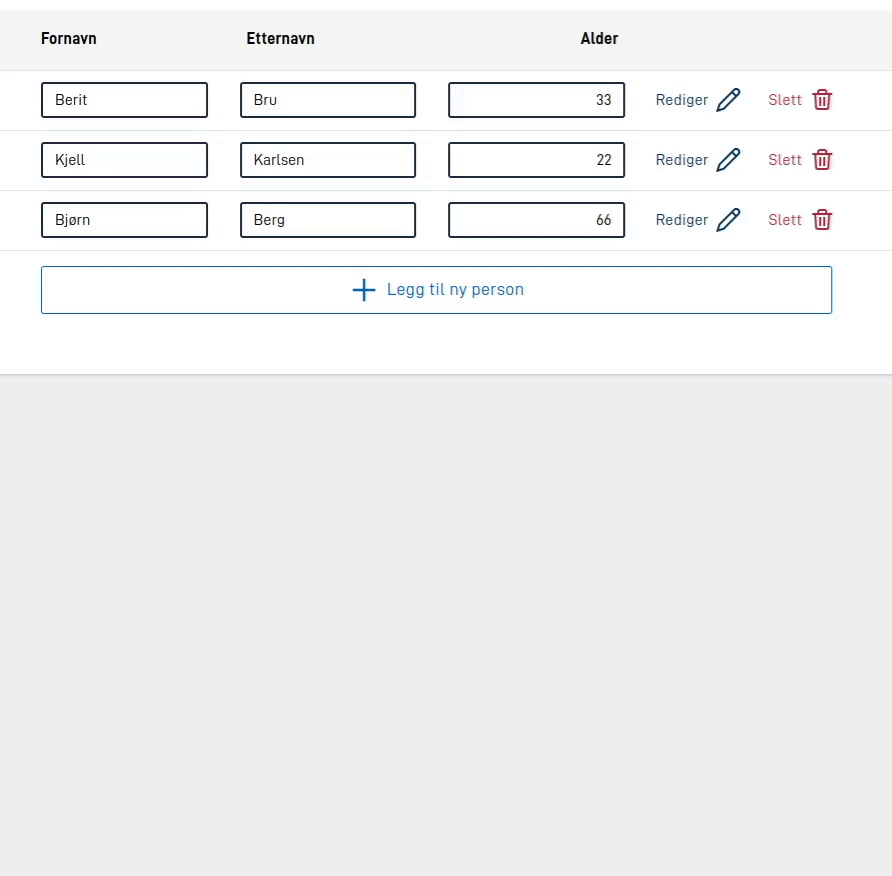 Fornavn Etternavn Alder
Berit Bru 33 Rediger Slett
Kjell Karlsen 22 Rediger Slett
Bjørn Berg 66 Rediger Slett
Legg til ny person